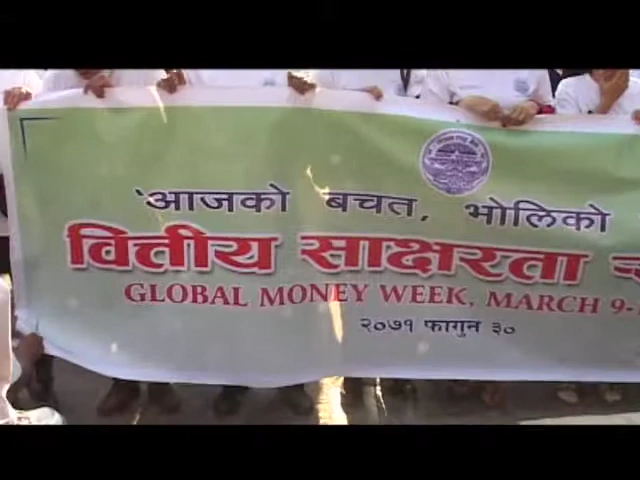 'आजको बचत, भोलिको
वित्तीय साक्षरता
GLOBAL MONEY WEEK, MARCH 9-
२०७१ फागुन ३०